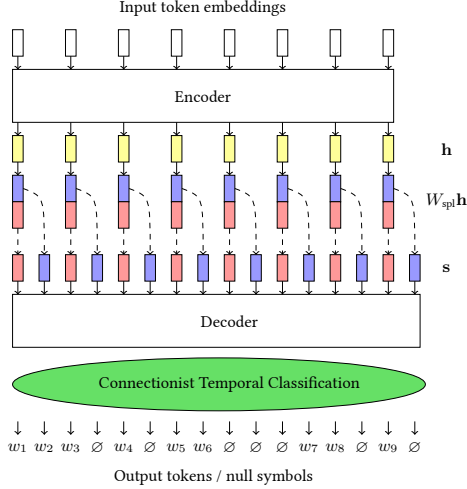 Input token embeddings
Encoder
h
W_spl h
s
Decoder
Connectionist Temporal Classification
w1 w2 w3 ∅ w4 ∅ w5 w6 ∅ ∅ ∅ w7 w8 ∅ w9 ∅
Output tokens / null symbols